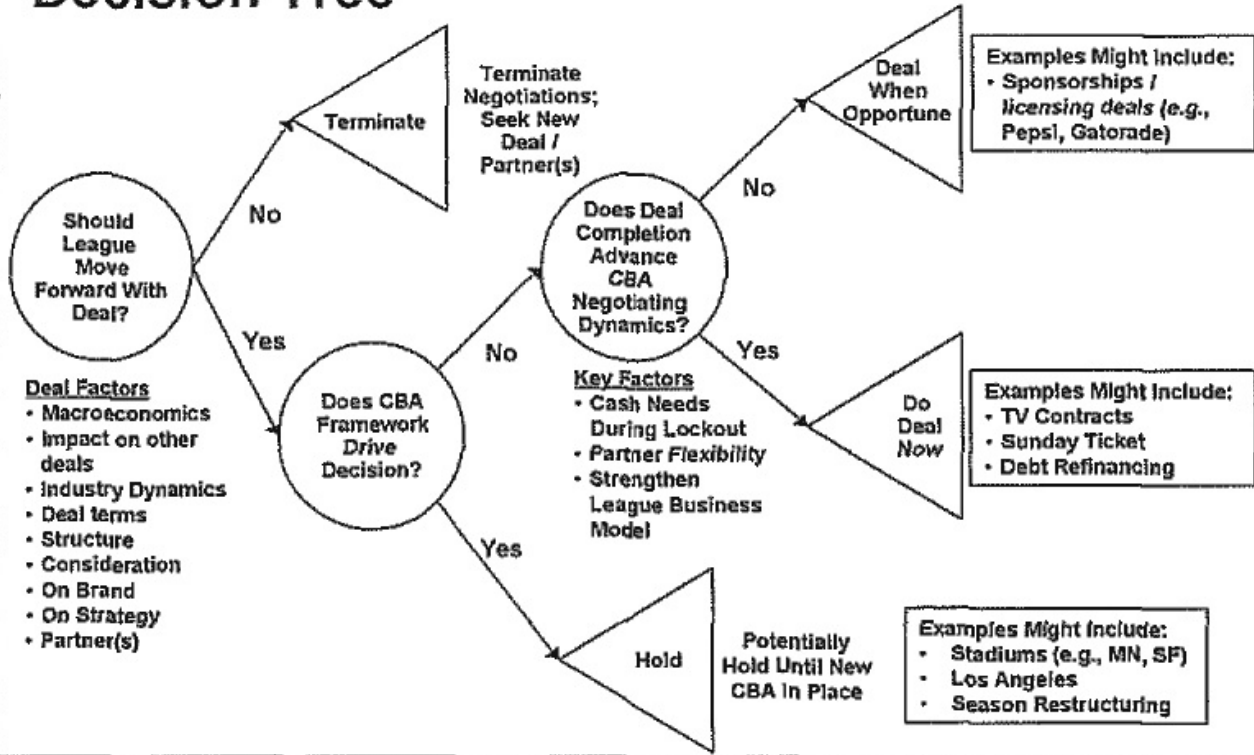 Decision Tree
Should
League
Move
Forward With
Deal?
Deal Factors
• Macroeconomics
• Impact on other
deals
• Industry Dynamics
• Deal terms
• Structure
• Consideration
• On Brand
• On Strategy
• Partner(s)
No
Yes
Terminate
Terminate
Negotiations;
Seek New
Deal /
Partner(s)
Does CBA
Framework
Drive
Decision?
No
Yes
Does Deal
Completion
Advance
CBA
Negotiating
Dynamics?
Key Factors
• Cash Needs
During Lockout
• Partner Flexibility
• Strengthen
League Business
Model
No
Yes
Deal
When
Opportune
Examples Might Include:
• Sponsorships /
licensing deals (e.g.,
Pepsi, Gatorade)
Do
Deal
Now
Examples Might Include:
• TV Contracts
• Sunday Ticket
• Debt Refinancing
Hold
Potentially
Hold Until New
CBA In Place
Examples Might Include:
• Stadiums (e.g., MN, SF)
• Los Angeles
• Season Restructuring